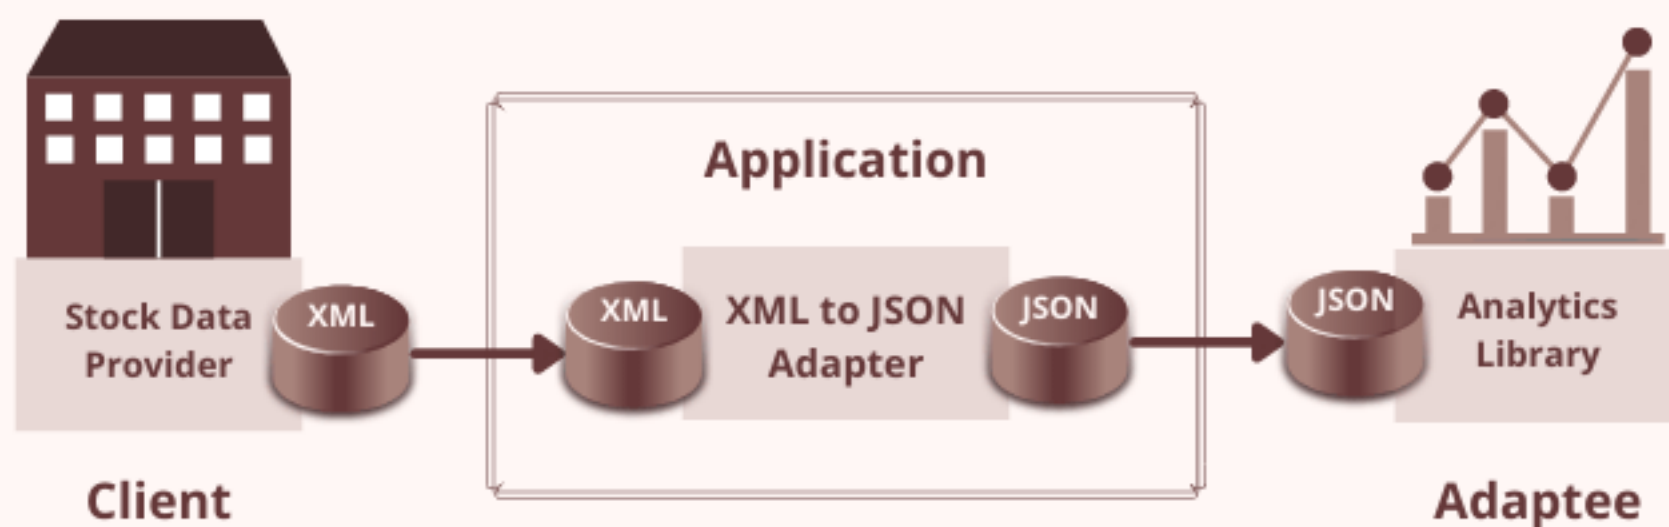 Application
Stock Data
Provider
XML
XML
XML to JSON
Adapter
JSON
JSON
Analytics
Library
Client
Adaptee